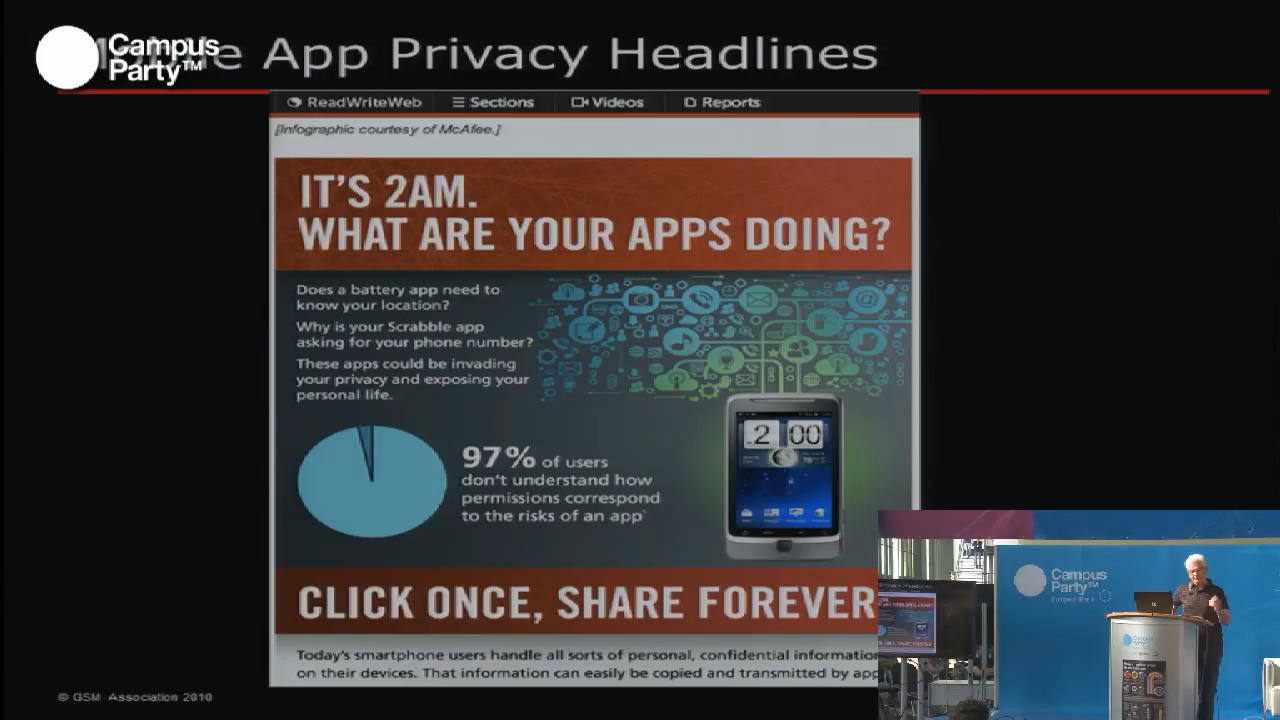 Campus
Party™
App Privacy Headlines
ReadWriteWeb Sections Videos Reports
[Infographic courtesy of McAfee.]
IT'S 2AM.
WHAT ARE YOUR APPS DOING?
Does a battery app need to
know your location?
Why is your Scrabble app
asking for your phone number?
These apps could be invading
your privacy and exposing your
personal life.
2 00
97% of users
don't understand how
permissions correspond
to the risks of an app
CLICK ONCE, SHARE FOREVER
Today's smartphone users handle all sorts of personal, confidential information
on their devices. That information can easily be copied and transmitted by app
© GSM Association 2010
Campus
Party™